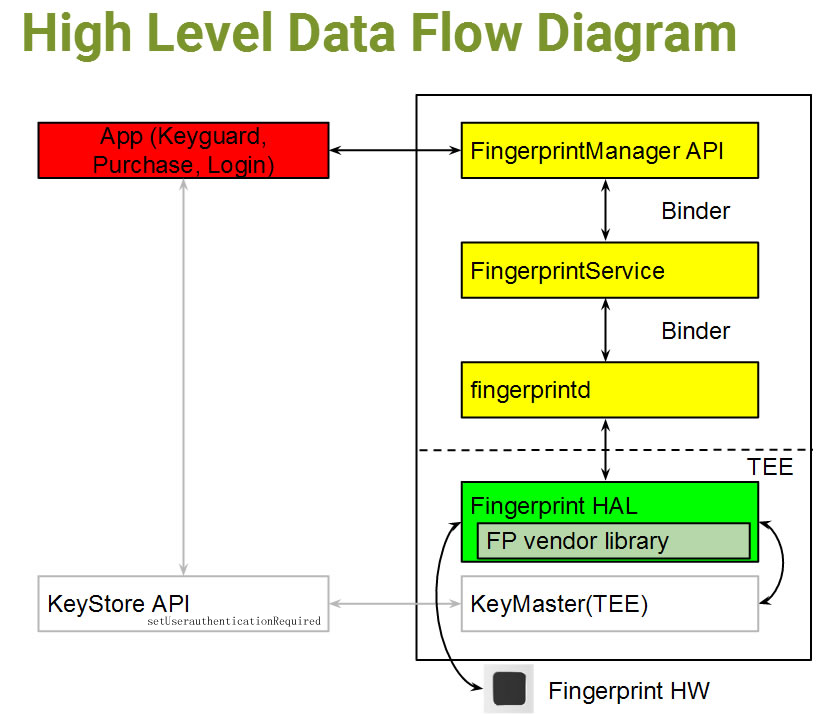 High Level Data Flow Diagram
App (Keyguard,
Purchase, Login)
FingerprintManager API
Binder
FingerprintService
Binder
fingerprintd
TEE
Fingerprint HAL
FP vendor library
KeyStore API
setUserauthenticationRequired
KeyMaster(TEE)
Fingerprint HW